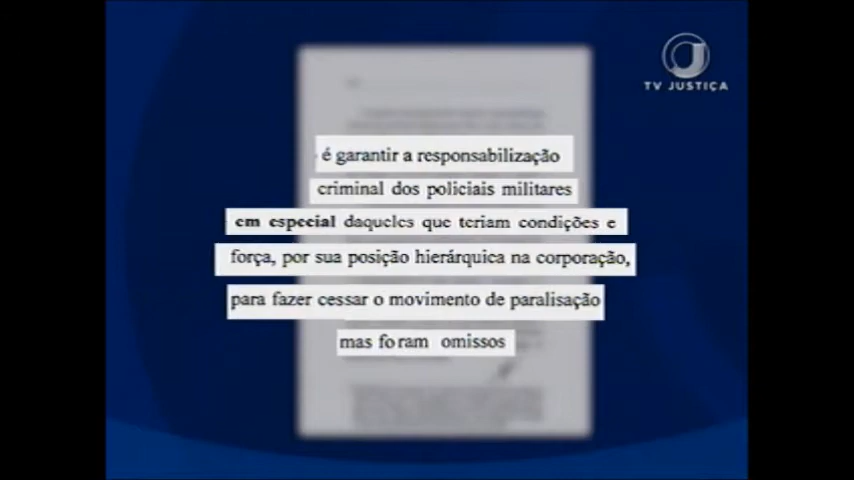 TV JUSTIÇA
é garantir a responsabilização
criminal dos policiais militares
em especial daqueles que teriam condições e
força, por sua posição hierárquica na corporação,
para fazer cessar o movimento de paralisação
mas foram omissos